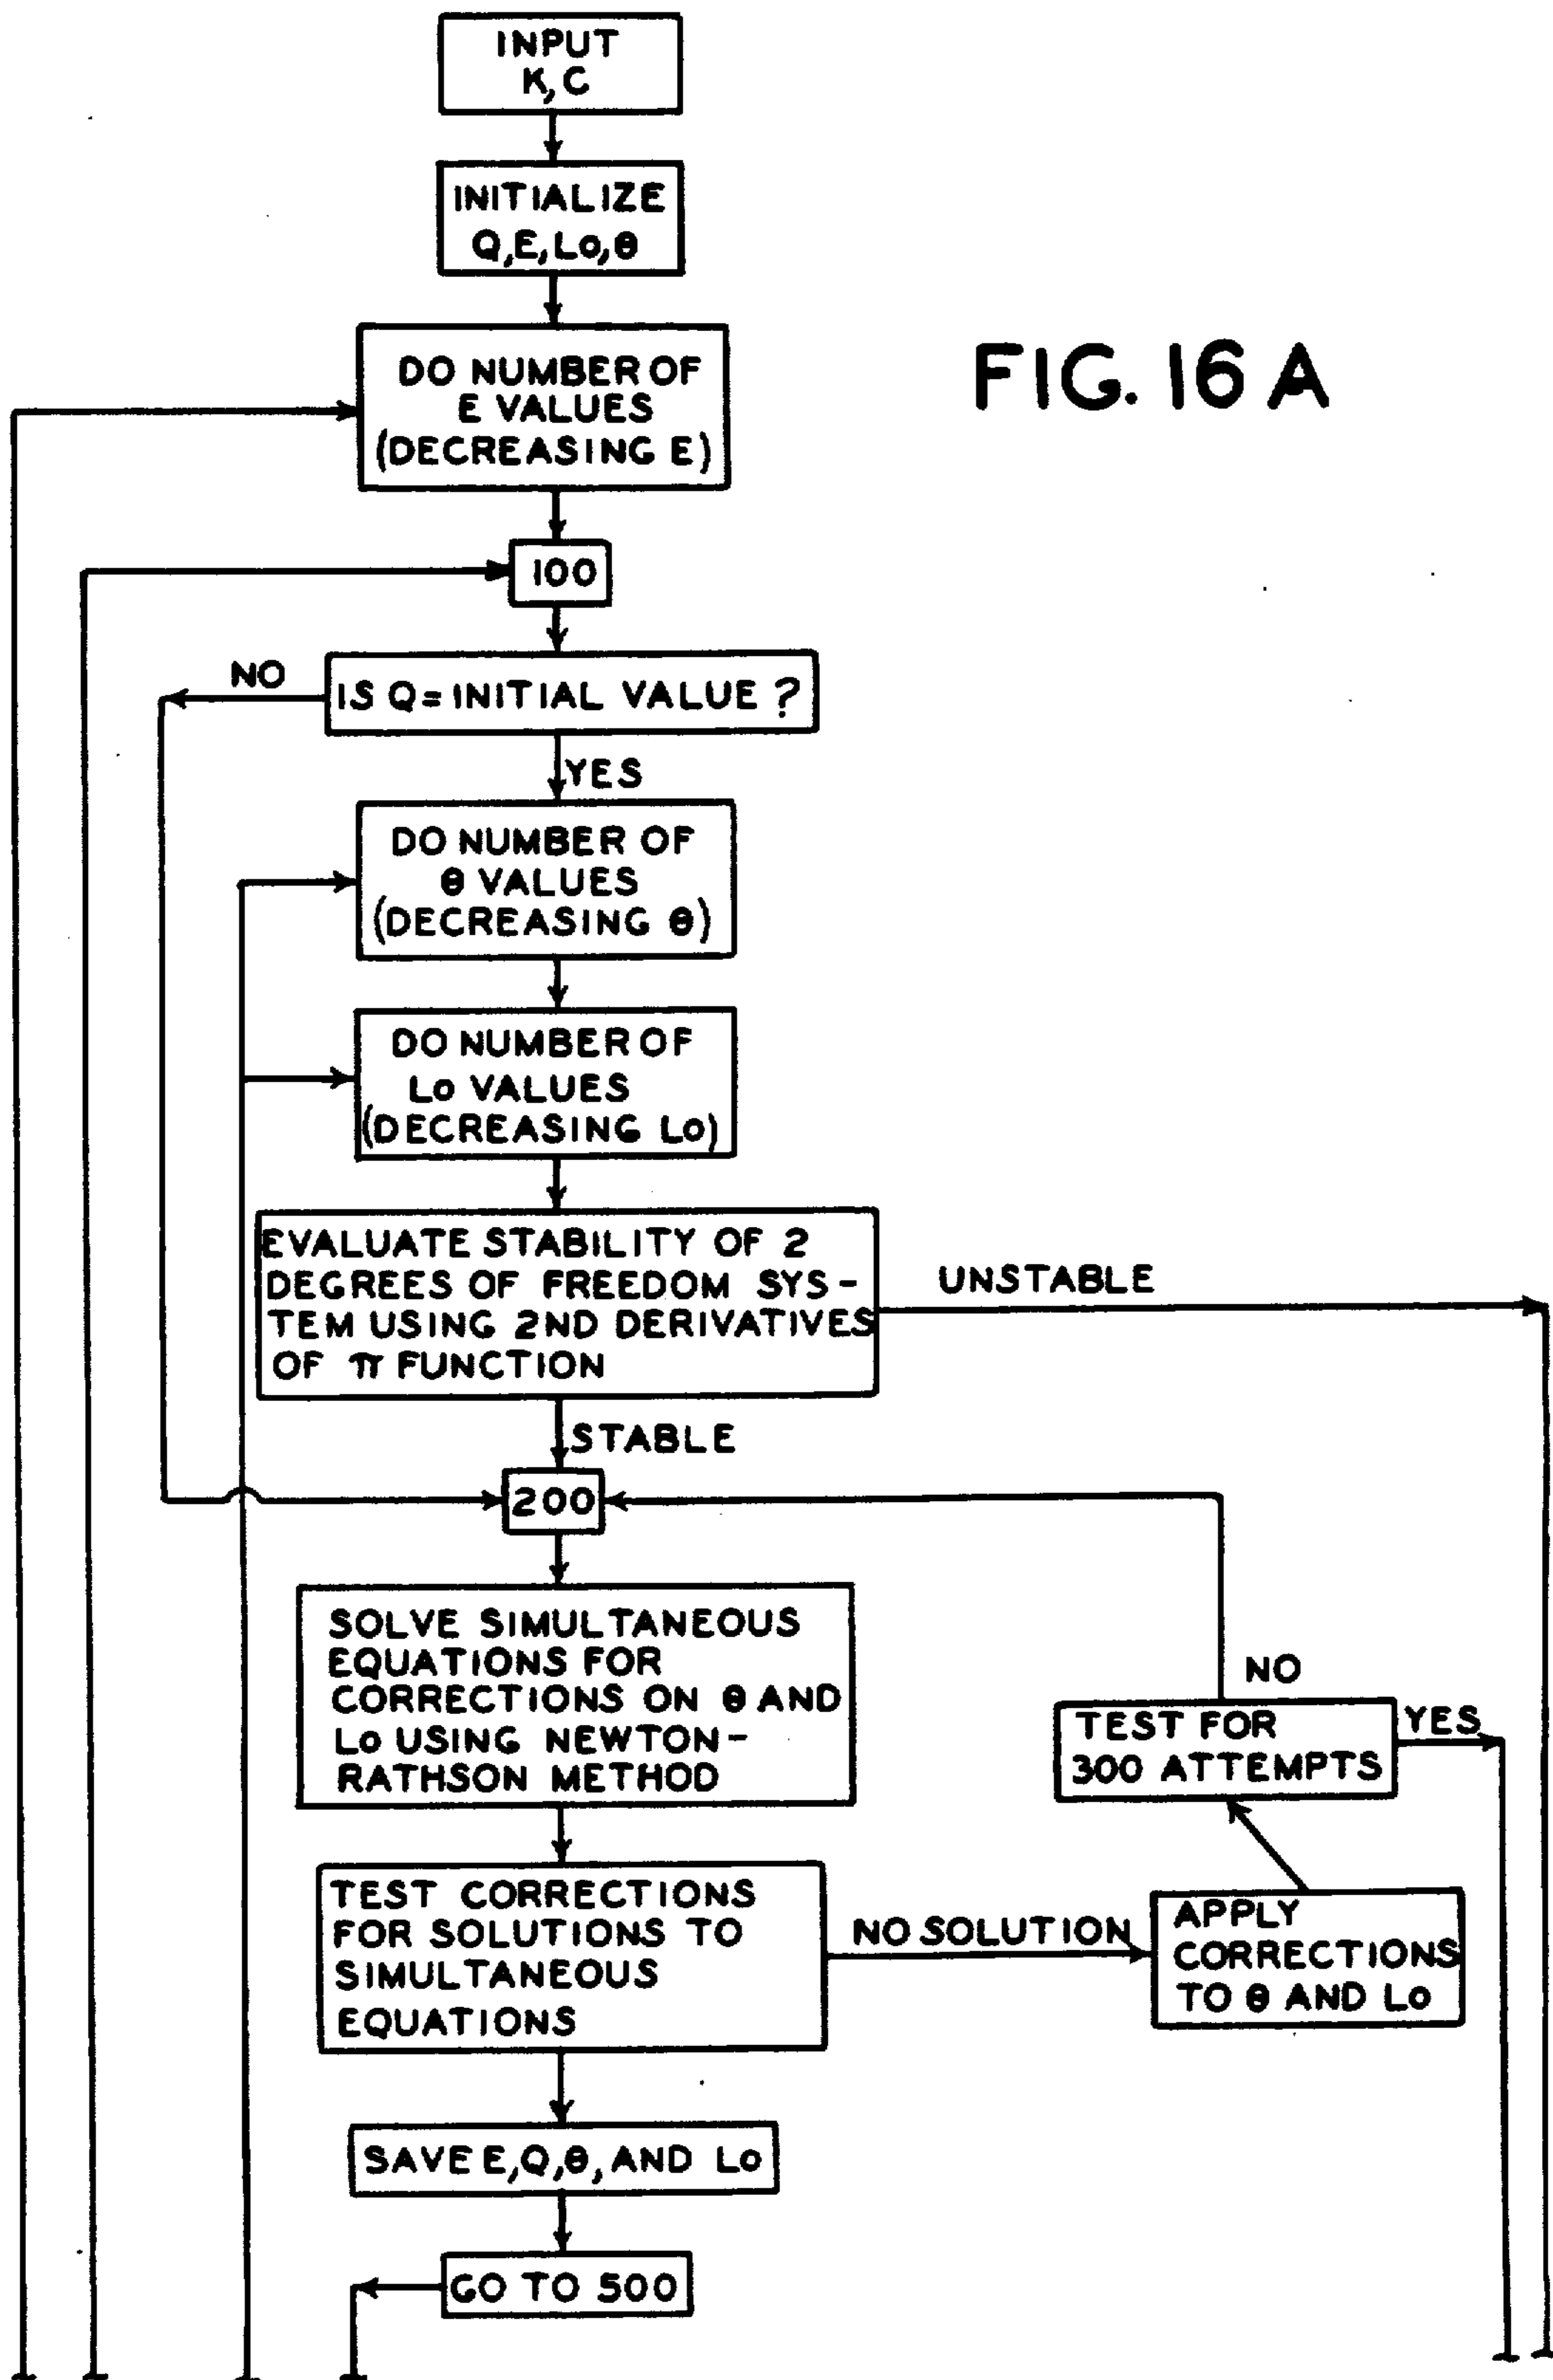 INPUT
K, C
INITIALIZE
Q, E, Lo, θ
FIG. 16 A
DO NUMBER OF
E VALUES
(DECREASING E)
100
NO
IS Q = INITIAL VALUE ?
YES
DO NUMBER OF
θ VALUES
(DECREASING θ)
DO NUMBER OF
Lo VALUES
(DECREASING Lo)
EVALUATE STABILITY OF 2
DEGREES OF FREEDOM SYS-
TEM USING 2ND DERIVATIVES
OF π FUNCTION
UNSTABLE
STABLE
200
SOLVE SIMULTANEOUS
EQUATIONS FOR
CORRECTIONS ON θ AND
Lo USING NEWTON-
RATHSON METHOD
NO
TEST FOR
300 ATTEMPTS
YES
TEST CORRECTIONS
FOR SOLUTIONS TO
SIMULTANEOUS
EQUATIONS
NO SOLUTION
APPLY
CORRECTIONS
TO θ AND Lo
SAVE E, Q, θ, AND Lo
GO TO 500